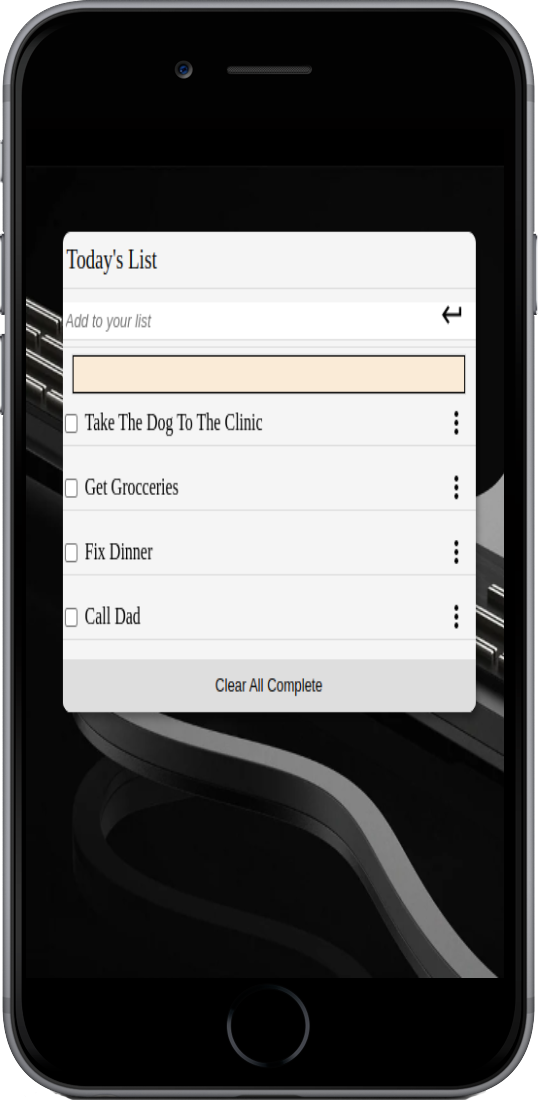 Today's List
Add to your list
Take The Dog To The Clinic
Get Grocceries
Fix Dinner
Call Dad
Clear All Complete